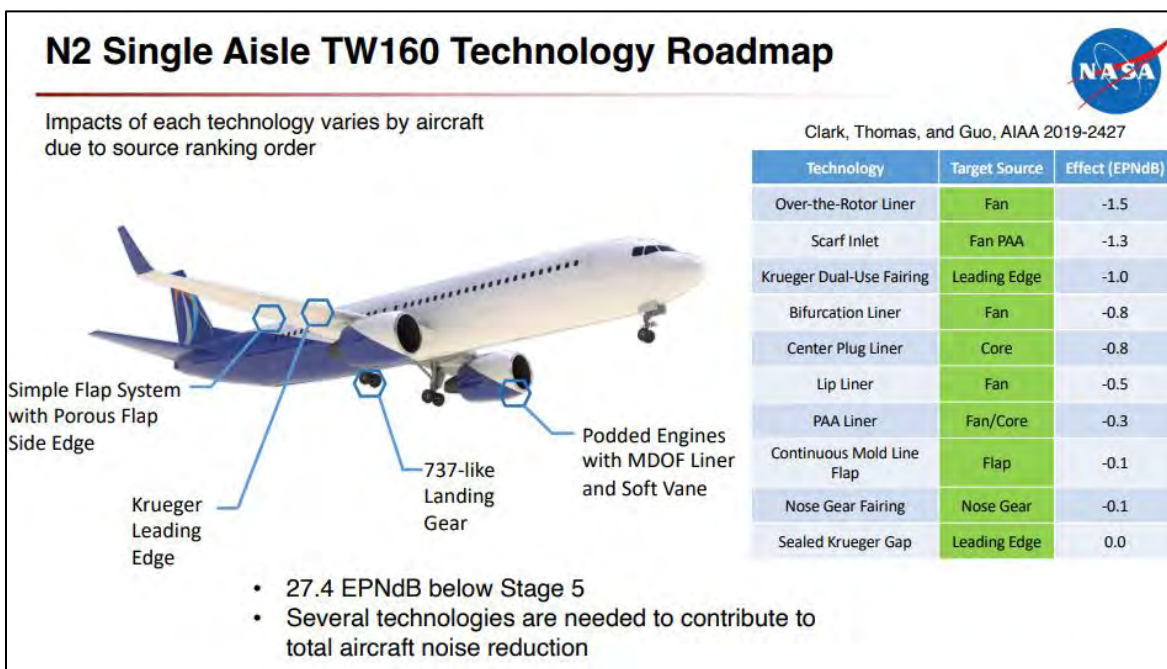 N2 Single Aisle TW160 Technology Roadmap
NASA
Impacts of each technology varies by aircraft
due to source ranking order
Clark, Thomas, and Guo, AIAA 2019-2427
Technology Target Source Effect (EPNdB)
Over-the-Rotor Liner Fan -1.5
Scarf Inlet Fan PAA -1.3
Krueger Dual-Use Fairing Leading Edge -1.0
Bifurcation Liner Fan -0.8
Center Plug Liner Core -0.8
Lip Liner Fan -0.5
PAA Liner Fan/Core -0.3
Continuous Mold Line
Flap Flap -0.1
Nose Gear Fairing Nose Gear -0.1
Sealed Krueger Gap Leading Edge 0.0
Simple Flap System
with Porous Flap
Side Edge
Krueger
Leading
Edge
737-like
Landing
Gear
Podded Engines
with MDOF Liner
and Soft Vane
• 27.4 EPNdB below Stage 5
• Several technologies are needed to contribute to
total aircraft noise reduction